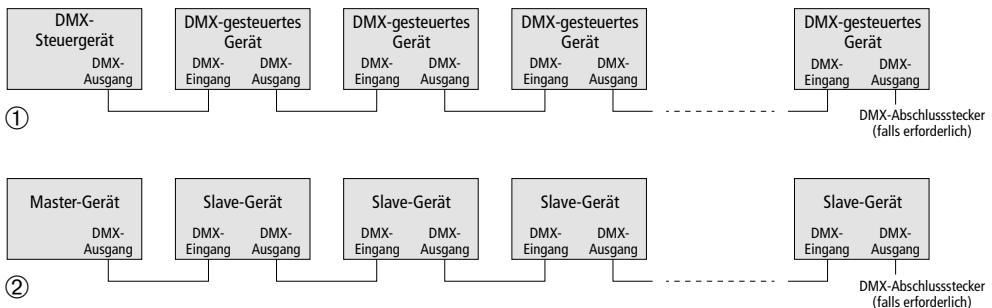 DMX-
Steuergerät
DMX-
Ausgang
DMX-gesteuertes
Gerät
DMX-
Eingang
DMX-
Ausgang
DMX-gesteuertes
Gerät
DMX-
Eingang
DMX-
Ausgang
DMX-gesteuertes
Gerät
DMX-
Eingang
DMX-
Ausgang
DMX-gesteuertes
Gerät
DMX-
Eingang
DMX-
Ausgang
DMX-Abschlussstecker
(falls erforderlich)
①
Master-Gerät
DMX-
Ausgang
Slave-Gerät
DMX-
Eingang
DMX-
Ausgang
Slave-Gerät
DMX-
Eingang
DMX-
Ausgang
Slave-Gerät
DMX-
Eingang
DMX-
Ausgang
Slave-Gerät
DMX-
Eingang
DMX-
Ausgang
DMX-Abschlussstecker
(falls erforderlich)
②